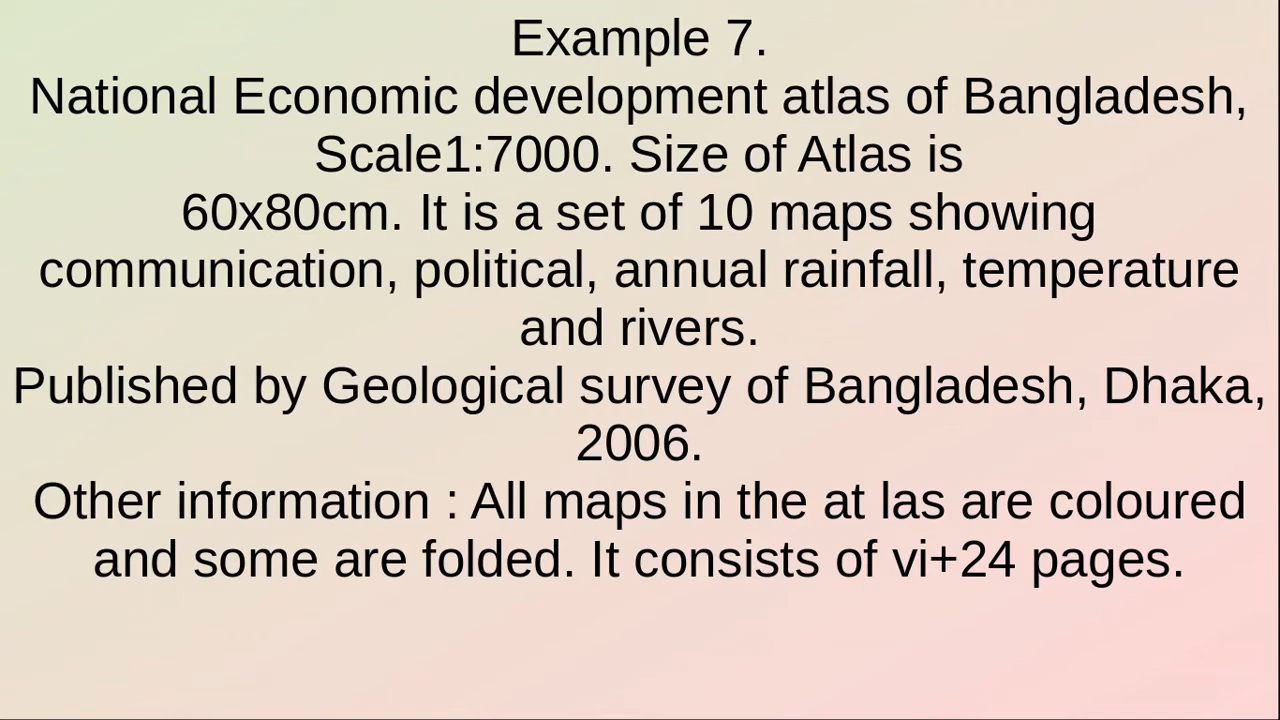 Example 7.
National Economic development atlas of Bangladesh,
Scale1:7000. Size of Atlas is
60x80cm. It is a set of 10 maps showing
communication, political, annual rainfall, temperature
and rivers.
Published by Geological survey of Bangladesh, Dhaka,
2006.
Other information : All maps in the at las are coloured
and some are folded. It consists of vi+24 pages.